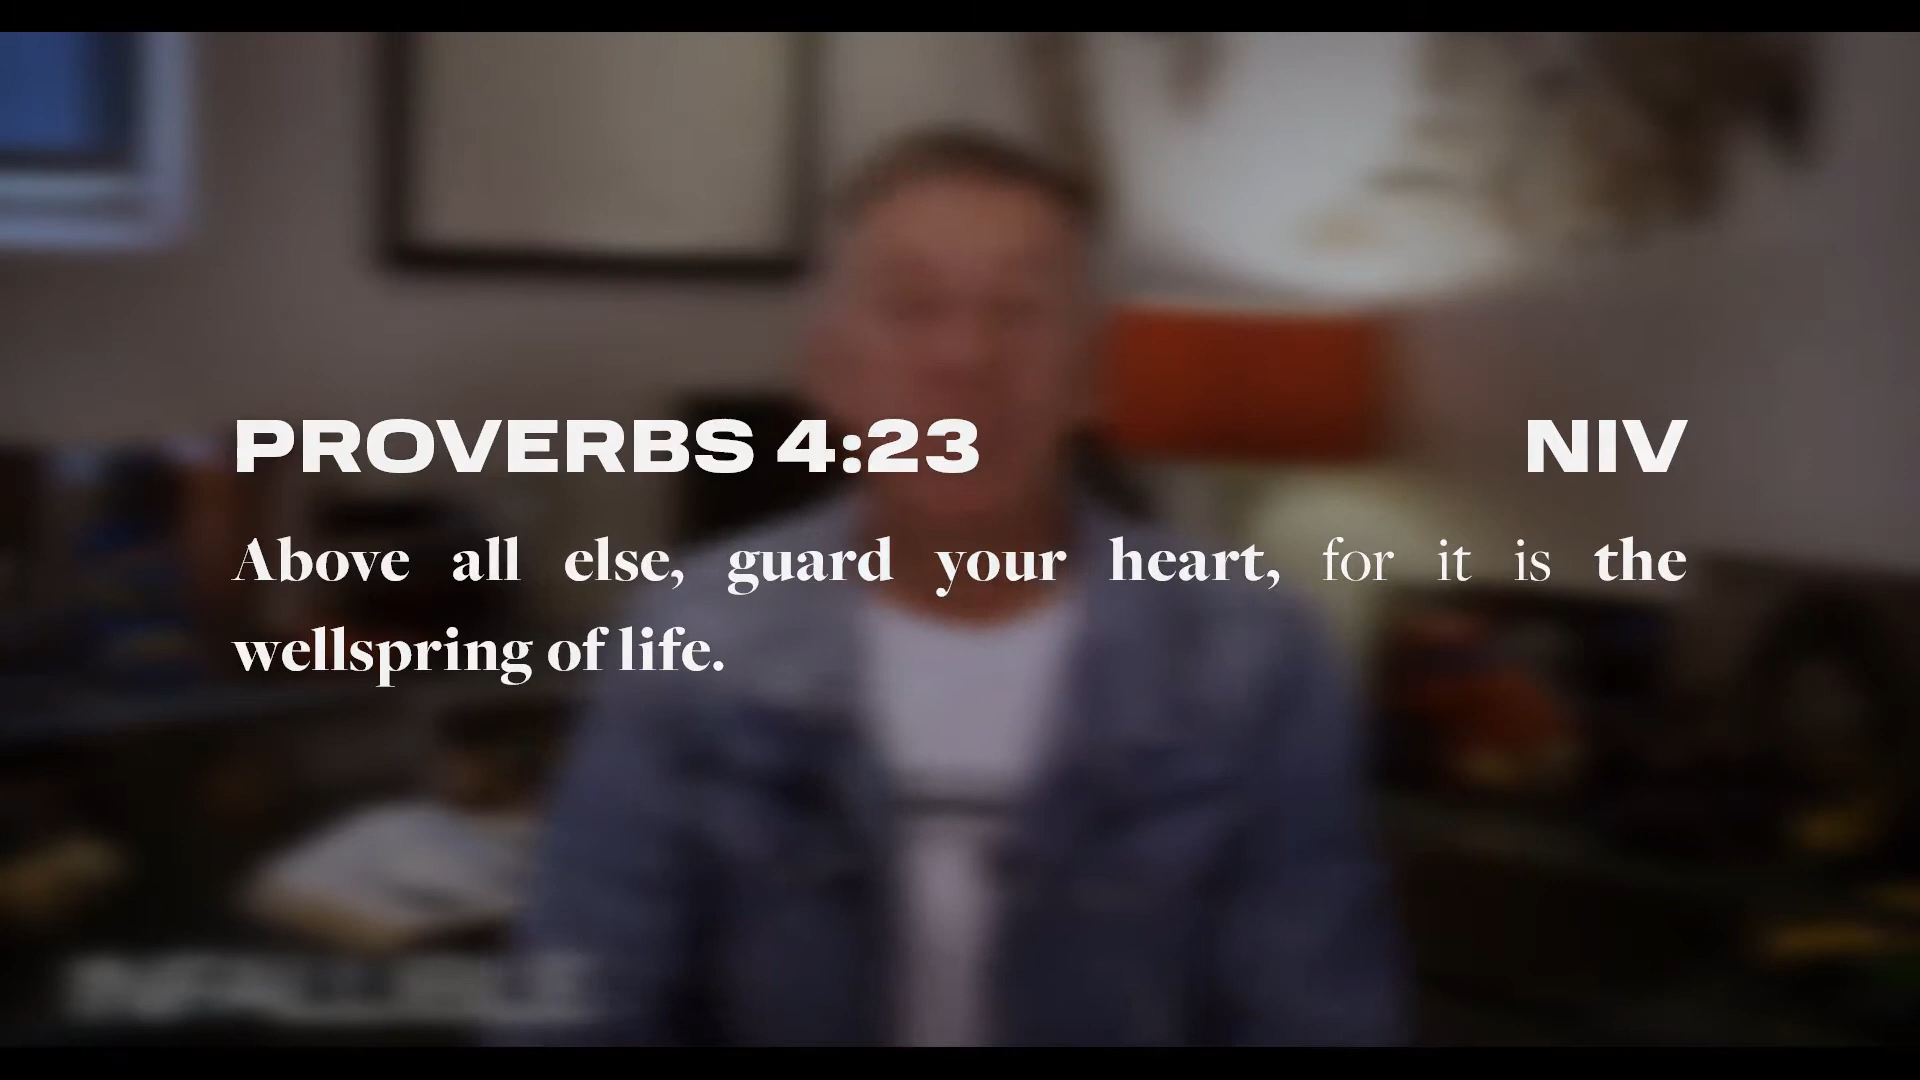 PROVERBS 4:23 NIV
Above all else, guard your heart, for it is the
wellspring of life.